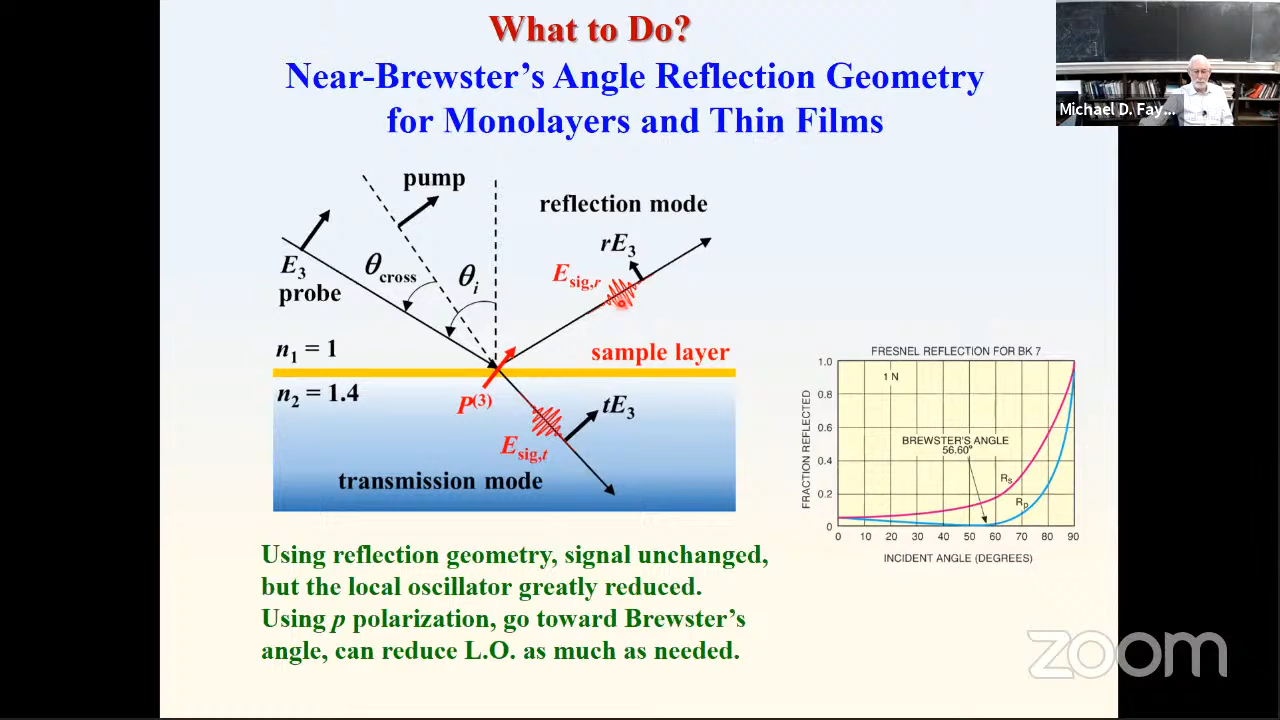 What to Do?
Near-Brewster's Angle Reflection Geometry
for Monolayers and Thin Films
Michael D. Fay...
pump
reflection mode
rE3
E3
probe
θcross
θi
Esig,r
n1 = 1
sample layer
n2 = 1.4
P(3)
tE3
Esig,t
transmission mode
FRESNEL REFLECTION FOR BK 7
FRACTION REFLECTED
1.0
0.8
0.6
0.4
0.2
0
1 N
BREWSTER'S ANGLE
56.60°
Rs
Rp
0 10 20 30 40 50 60 70 80 90
INCIDENT ANGLE (DEGREES)
Using reflection geometry, signal unchanged,
but the local oscillator greatly reduced.
Using p polarization, go toward Brewster's
angle, can reduce L.O. as much as needed.
zoom